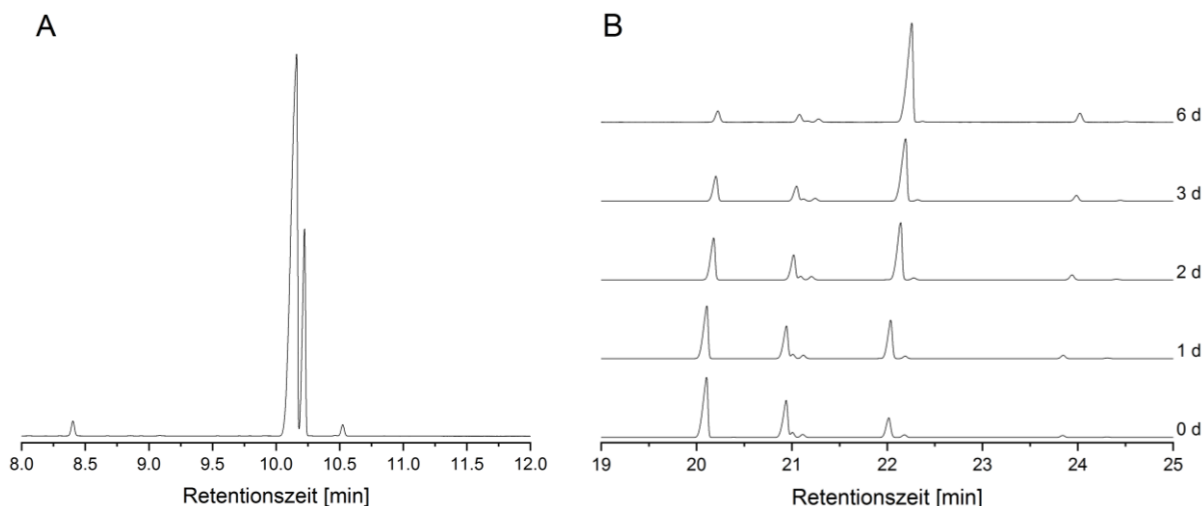 A
8.0 8.5 9.0 9.5 10.0 10.5 11.0 11.5 12.0
Retentionszeit [min]
B
6 d
3 d
2 d
1 d
0 d
19 20 21 22 23 24 25
Retentionszeit [min]